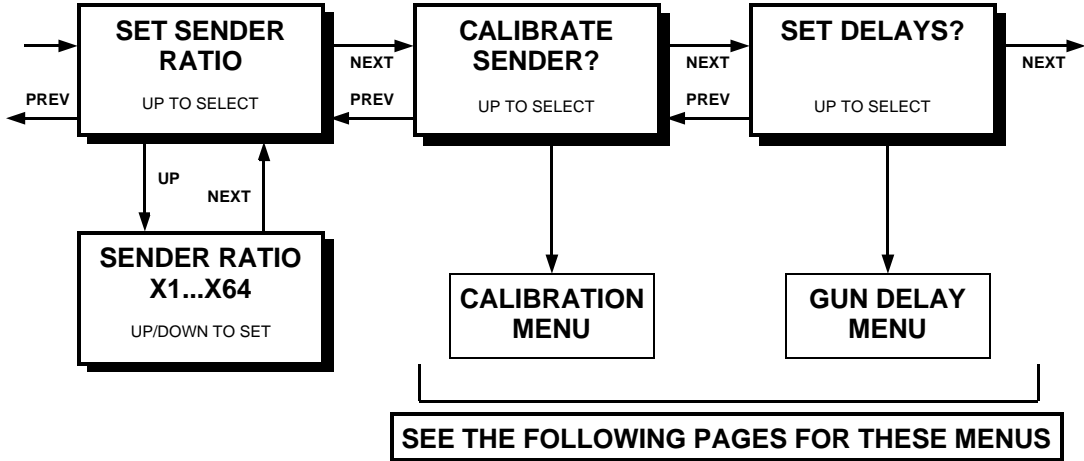 SET SENDER
RATIO
UP TO SELECT
NEXT
PREV
CALIBRATE
SENDER?
UP TO SELECT
NEXT
PREV
SET DELAYS?
UP TO SELECT
NEXT
PREV
UP
NEXT
SENDER RATIO
X1...X64
UP/DOWN TO SET
CALIBRATION
MENU
GUN DELAY
MENU
SEE THE FOLLOWING PAGES FOR THESE MENUS